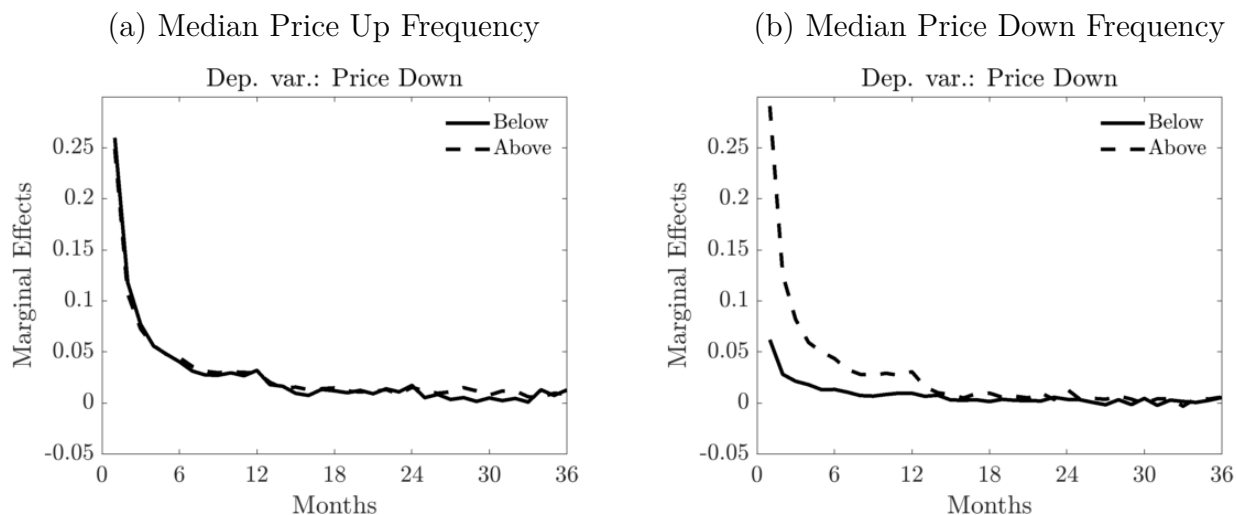 (a) Median Price Up Frequency
Dep. var.: Price Down
Below
Above
0.25
0.2
0.15
0.1
0.05
0
-0.05
Marginal Effects
0 6 12 18 24 30 36
Months
(b) Median Price Down Frequency
Dep. var.: Price Down
Below
Above
0.25
0.2
0.15
0.1
0.05
0
-0.05
Marginal Effects
0 6 12 18 24 30 36
Months